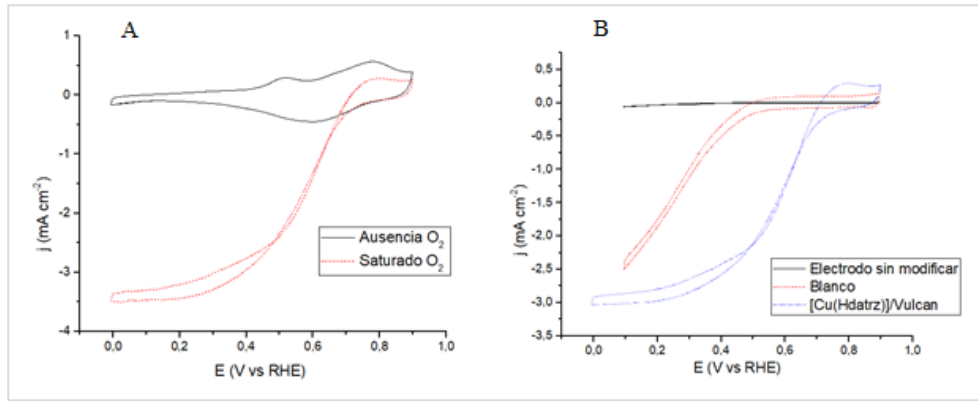 A
1
0
-1
-2
-3
-4
j (mA cm⁻²)
Ausencia O₂
Saturado O₂
0,0 0,2 0,4 0,6 0,8 1,0
E (V vs RHE)
B
0,5
0,0
-0,5
-1,0
-1,5
-2,0
-2,5
-3,0
-3,5
j (mA cm⁻²)
Electrodo sin modificar
Blanco
[Cu(Hdatrz)]/Vulcan
0,0 0,2 0,4 0,6 0,8 1,0
E (V vs RHE)